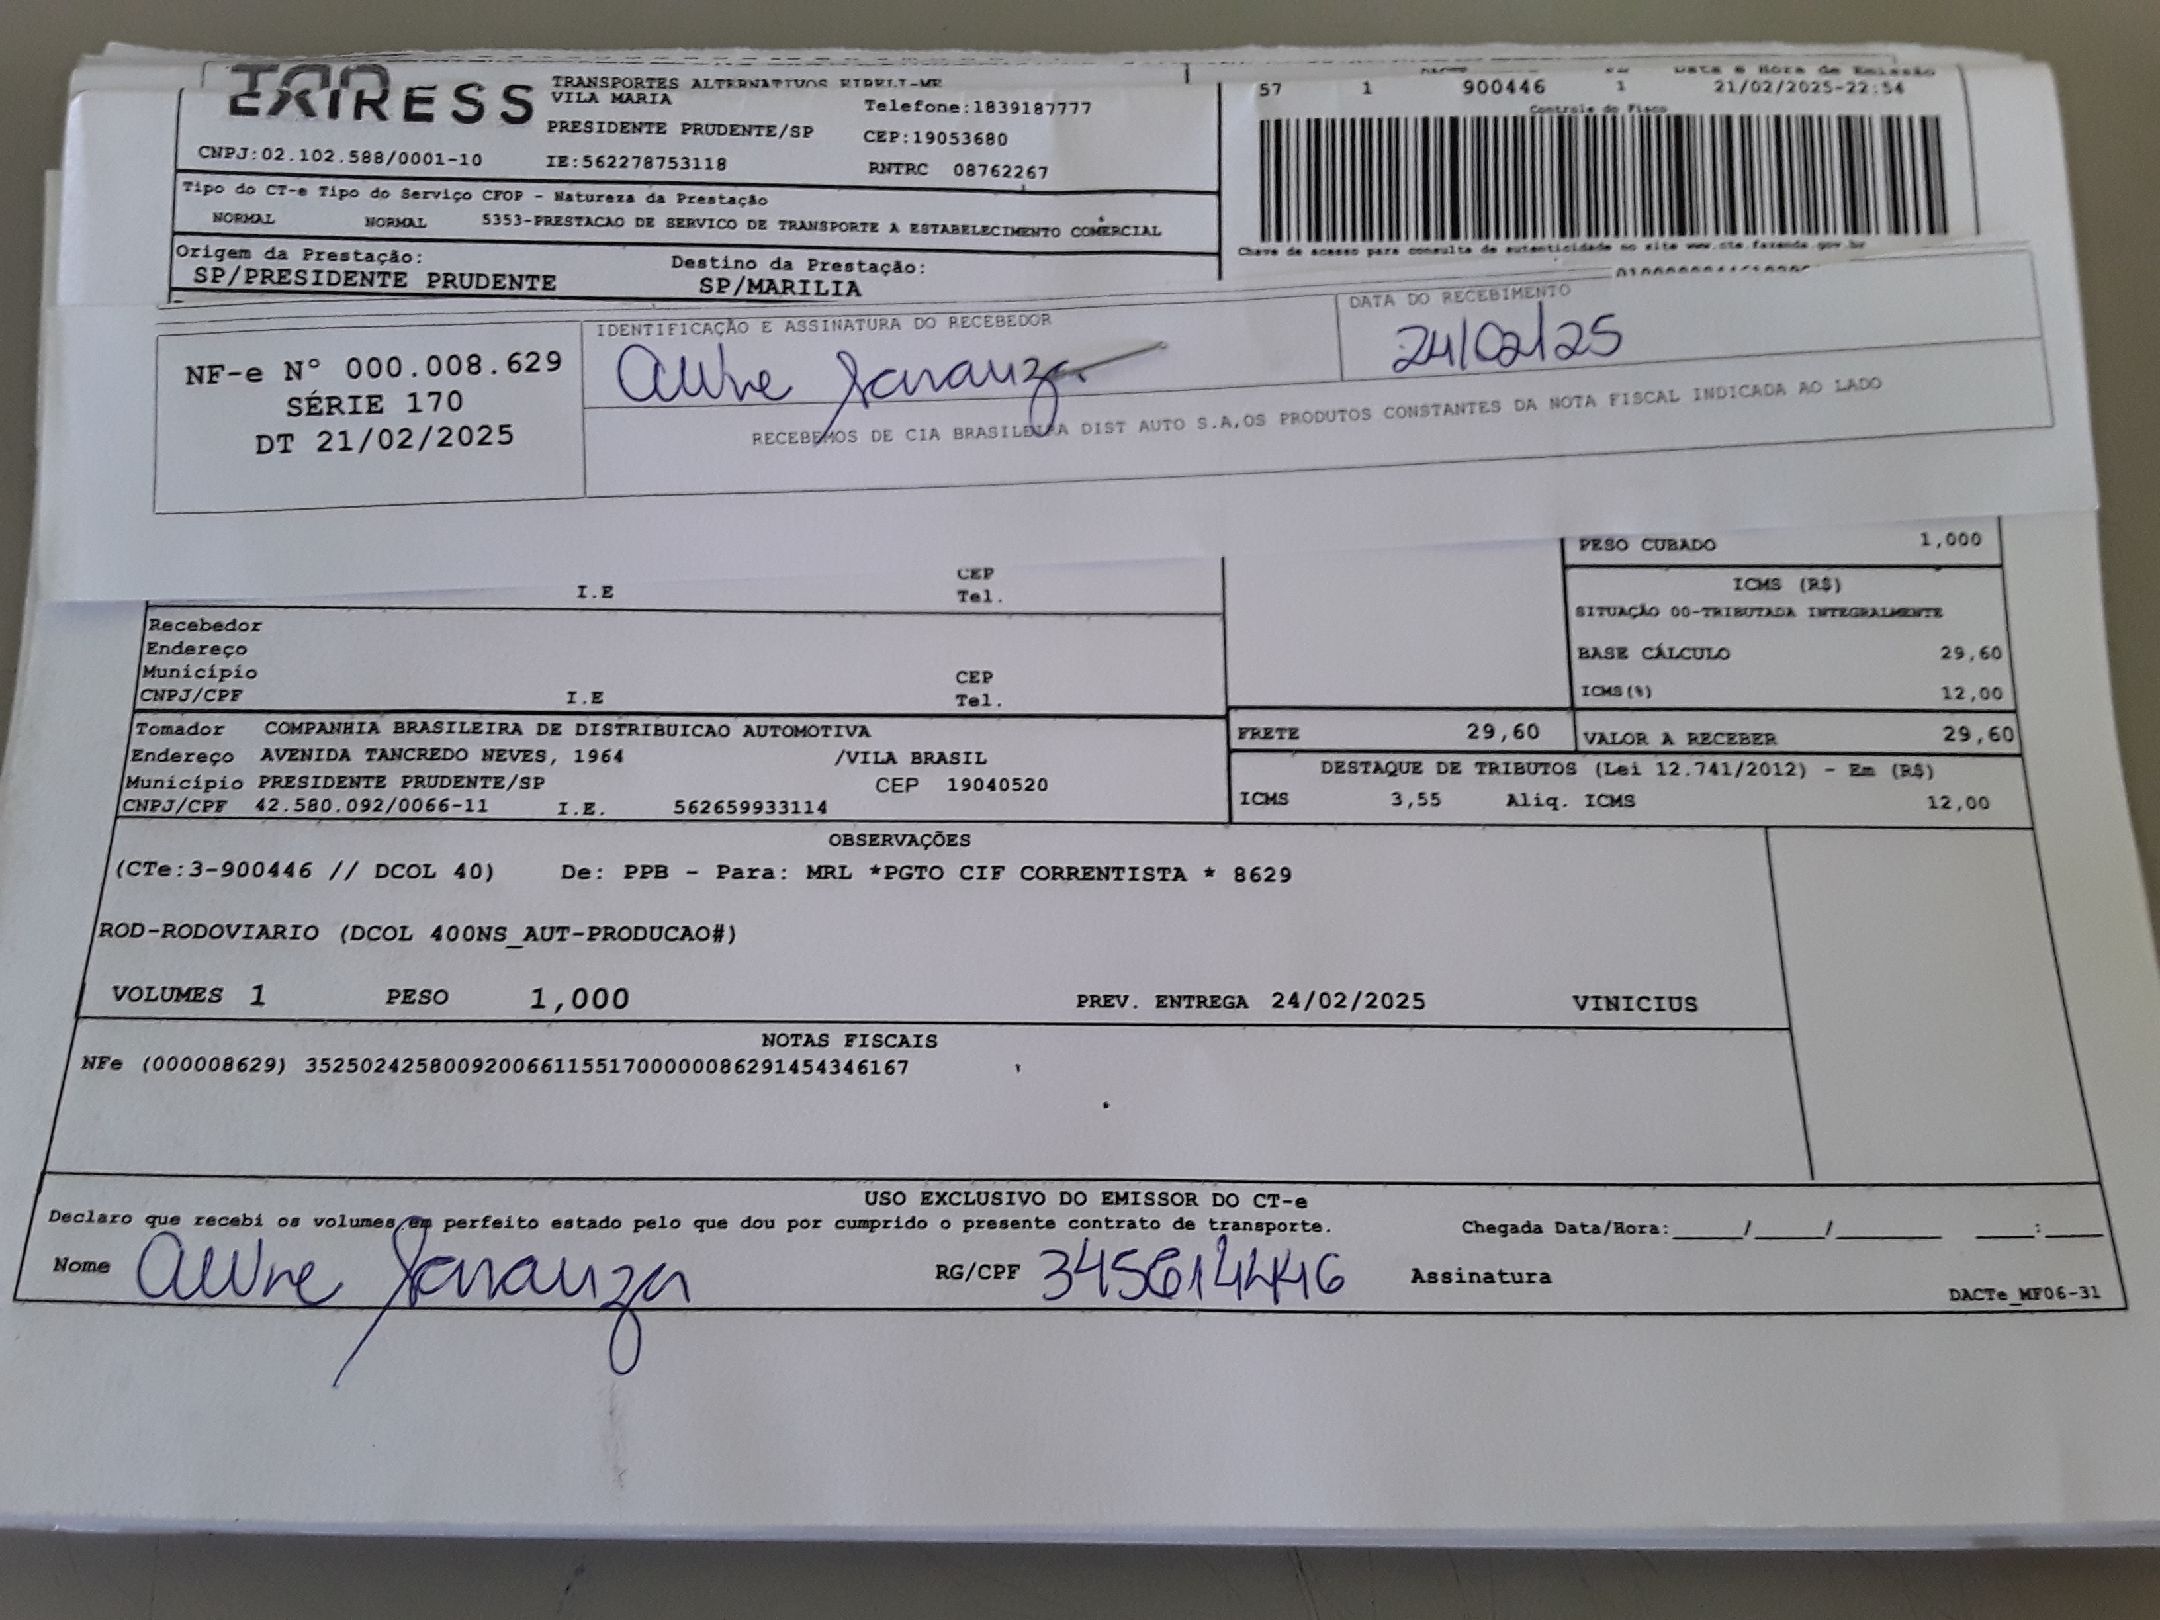 EXPRESS
TRANSPORTES ALTERNATIVOS EIRELI-ME
VILA MARIA Telefone:1839187777
PRESIDENTE PRUDENTE/SP CEP:19053680
CNPJ:02.102.588/0001-10 IE:562278753118 RNTRC 08762267
57 1 900446 1 21/02/2025-22:54
Data e Hora de Emissão
Controle do Fisco
Chave de acesso para consulta de autenticidade no site www.cte.fazenda.gov.br
Tipo do CT-e Tipo do Serviço CFOP - Natureza da Prestação
NORMAL NORMAL 5353-PRESTACAO DE SERVICO DE TRANSPORTE A ESTABELECIMENTO COMERCIAL
Origem da Prestação: Destino da Prestação:
SP/PRESIDENTE PRUDENTE SP/MARILIA
NF-e Nº 000.008.629
SÉRIE 170
DT 21/02/2025
IDENTIFICAÇÃO E ASSINATURA DO RECEBEDOR
DATA DO RECEBIMENTO
24/02/25
RECEBEMOS DE CIA BRASILEIRA DIST AUTO S.A,OS PRODUTOS CONSTANTES DA NOTA FISCAL INDICADA AO LADO
CEP
I.E Tel.
PESO CUBADO 1,000
ICMS (R$)
SITUAÇÃO 00-TRIBUTADA INTEGRALMENTE
BASE CÁLCULO 29,60
ICMS(%) 12,00
Recebedor
Endereço
Município CEP
CNPJ/CPF I.E Tel.
Tomador COMPANHIA BRASILEIRA DE DISTRIBUICAO AUTOMOTIVA
Endereço AVENIDA TANCREDO NEVES, 1964 /VILA BRASIL
Município PRESIDENTE PRUDENTE/SP CEP 19040520
CNPJ/CPF 42.580.092/0066-11 I.E. 562659933114
FRETE 29,60 VALOR A RECEBER 29,60
DESTAQUE DE TRIBUTOS (Lei 12.741/2012) - Em (R$)
ICMS 3,55 Aliq. ICMS 12,00
OBSERVAÇÕES
(CTe:3-900446 // DCOL 40) De: PPB - Para: MRL *PGTO CIF CORRENTISTA * 8629
ROD-RODOVIARIO (DCOL 400NS_AUT-PRODUCAO#)
VOLUMES 1 PESO 1,000 PREV. ENTREGA 24/02/2025 VINICIUS
NOTAS FISCAIS
NFe (000008629) 35250242580092006611551700000086291454346167
USO EXCLUSIVO DO EMISSOR DO CT-e
Declaro que recebi os volumes em perfeito estado pelo que dou por cumprido o presente contrato de transporte. Chegada Data/Hora:____/____/______ ____:____
Nome RG/CPF 345614446 Assinatura
DACTe_MF06-31